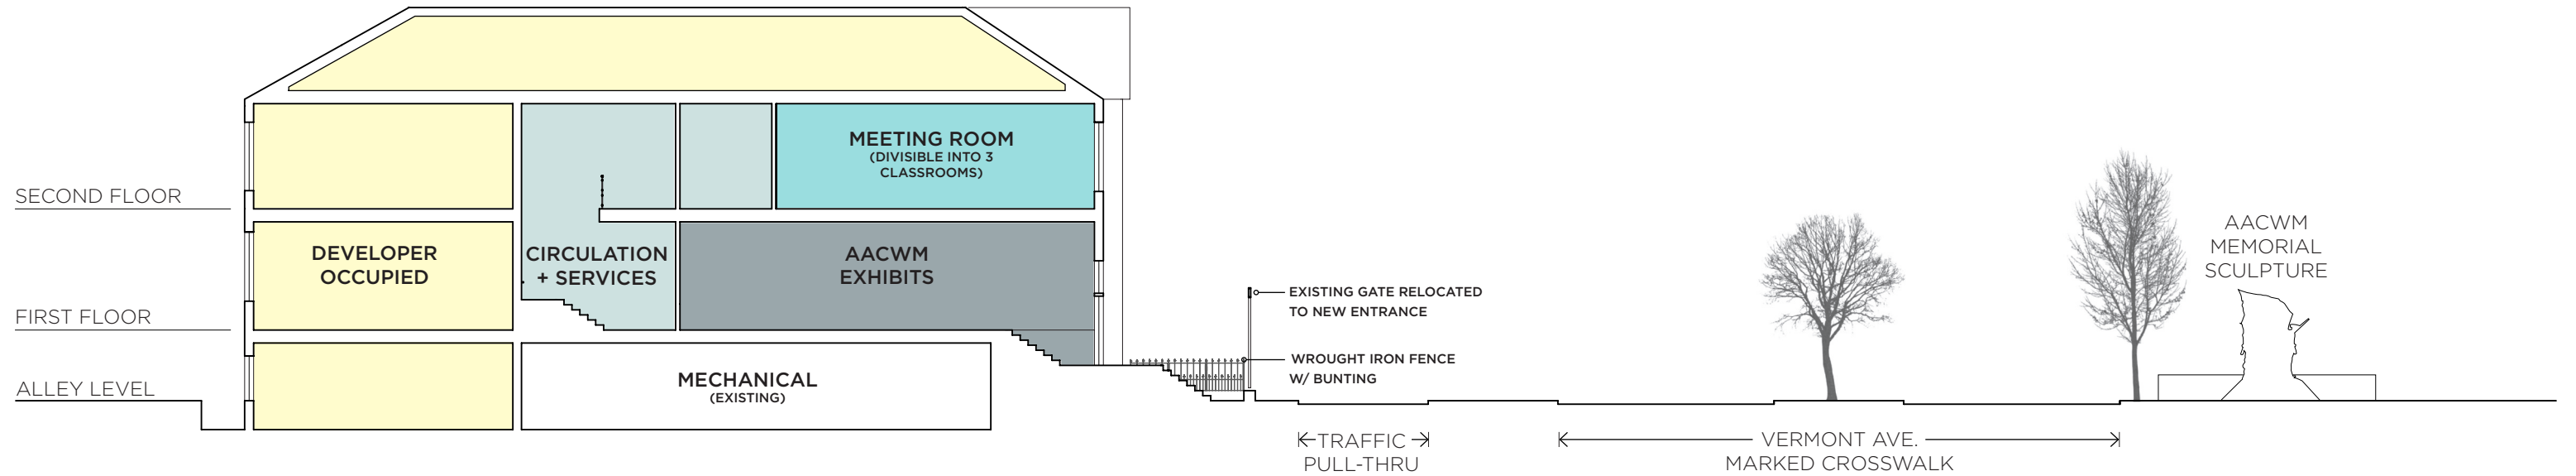 SECOND FLOOR
FIRST FLOOR
ALLEY LEVEL
MEETING ROOM
(DIVISIBLE INTO 3
CLASSROOMS)
DEVELOPER
OCCUPIED
CIRCULATION
+ SERVICES
AACWM
EXHIBITS
MECHANICAL
(EXISTING)
EXISTING GATE RELOCATED
TO NEW ENTRANCE
WROUGHT IRON FENCE
W/ BUNTING
TRAFFIC
PULL-THRU
VERMONT AVE.
MARKED CROSSWALK
AACWM
MEMORIAL
SCULPTURE